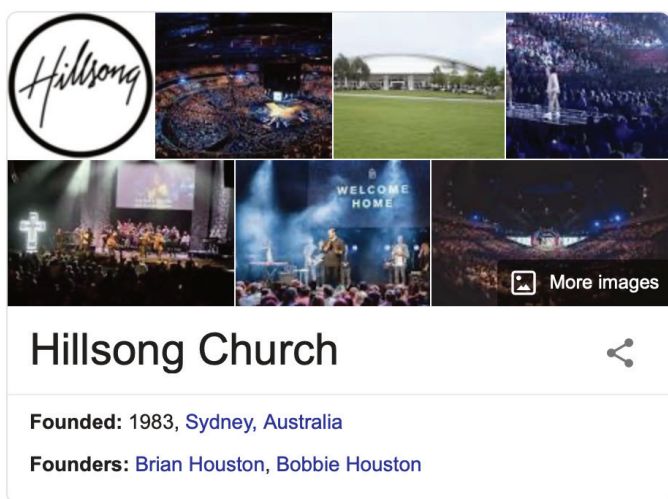 Hillsong
WELCOME
HOME
More images
Hillsong Church
Founded: 1983, Sydney, Australia
Founders: Brian Houston, Bobbie Houston